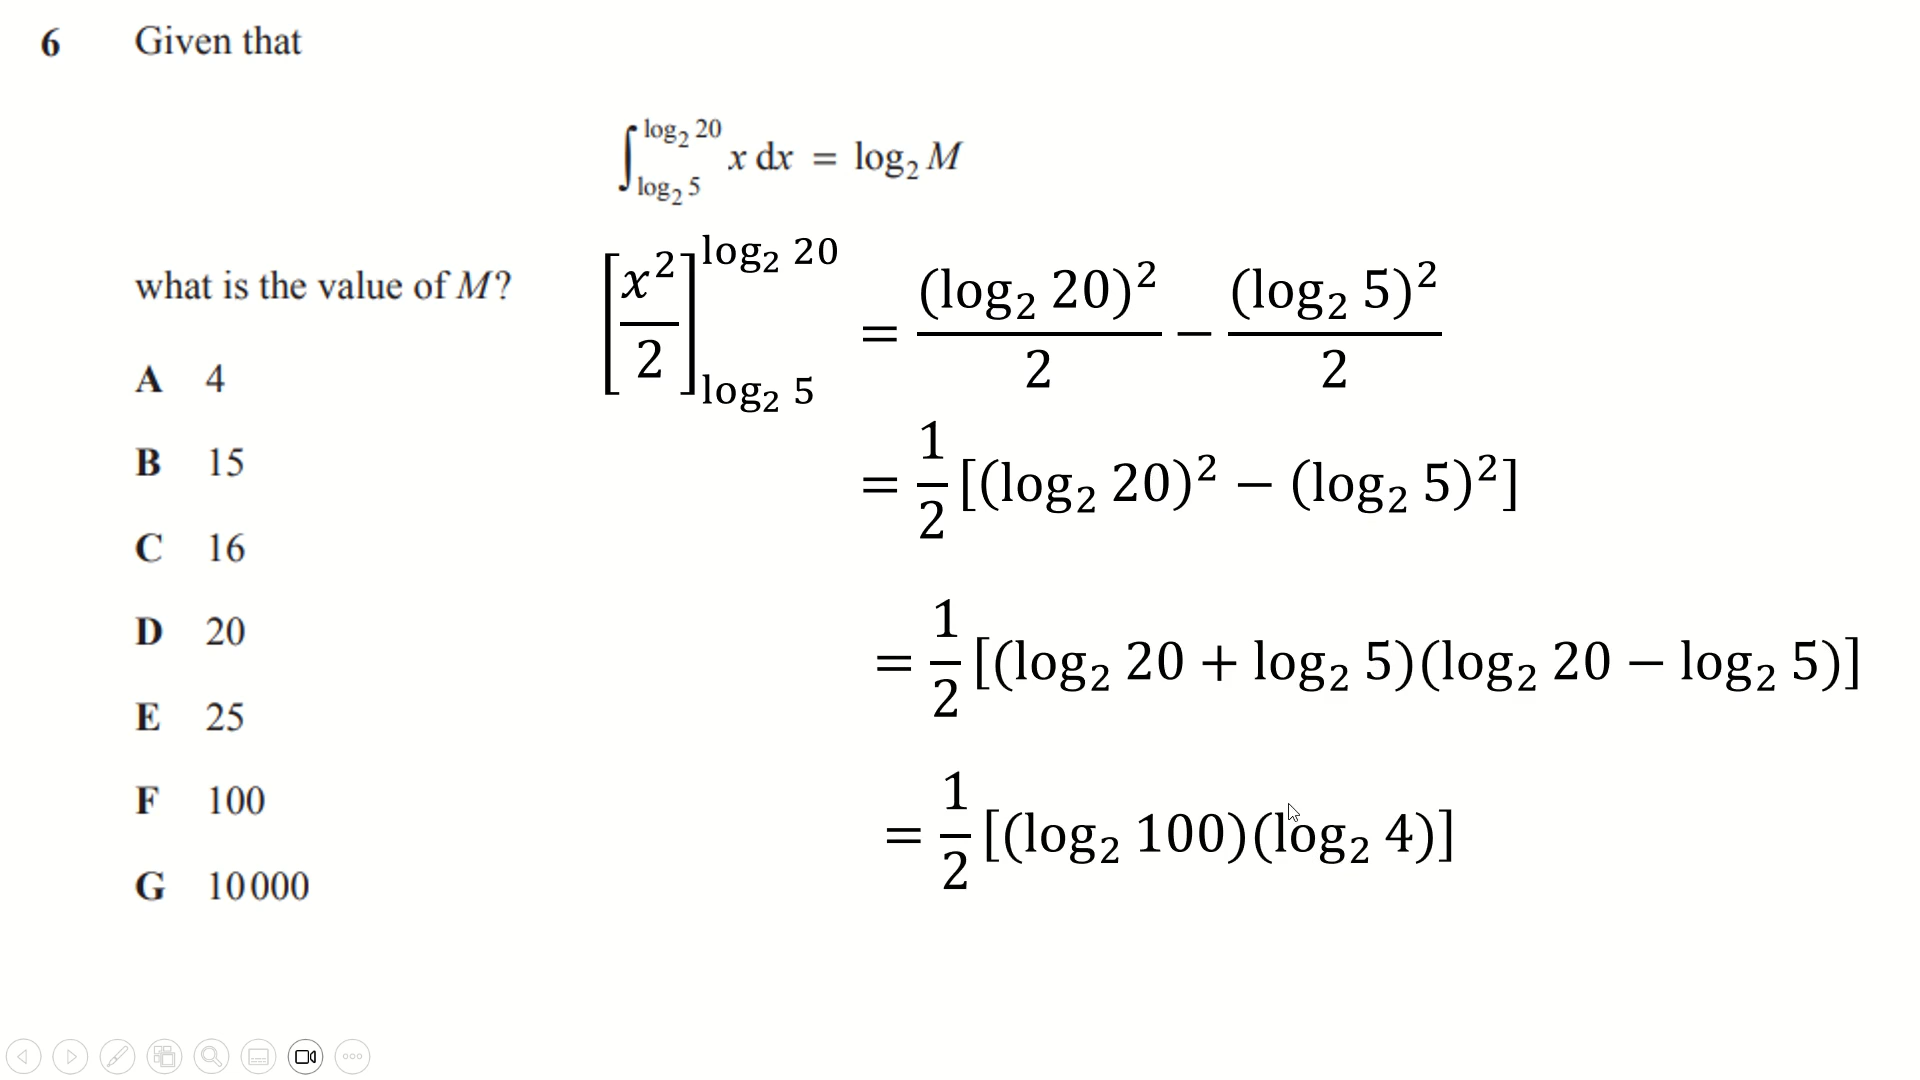 6 Given that
∫_{log₂ 5}^{log₂ 20} x dx = log₂ M
what is the value of M?
[x²/2]_{log₂ 5}^{log₂ 20} = (log₂ 20)²/2 − (log₂ 5)²/2
= 1/2 [(log₂ 20)² − (log₂ 5)²]
= 1/2 [(log₂ 20 + log₂ 5)(log₂ 20 − log₂ 5)]
= 1/2 [(log₂ 100)(log₂ 4)]
A 4
B 15
C 16
D 20
E 25
F 100
G 10 000